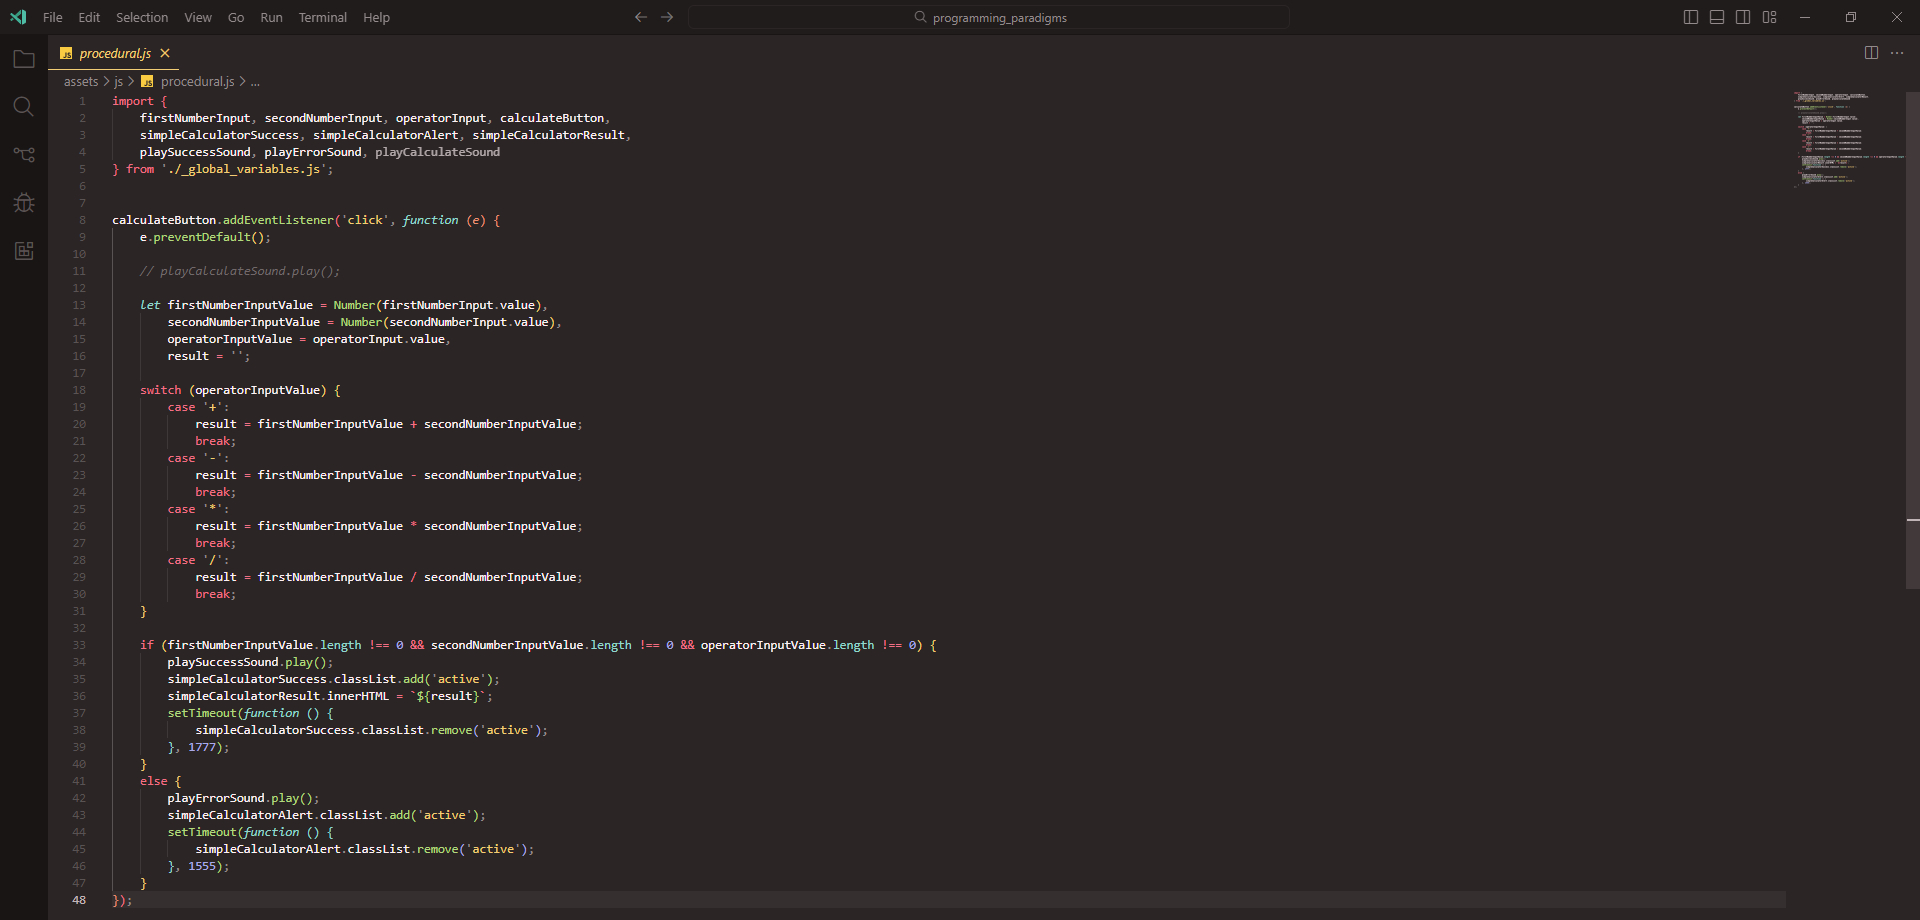 File Edit Selection View Go Run Terminal Help programming_paradigms
JS procedural.js
assets > js > JS procedural.js > ...
1 import {
2     firstNumberInput, secondNumberInput, operatorInput, calculateButton,
3     simpleCalculatorSuccess, simpleCalculatorAlert, simpleCalculatorResult,
4     playSuccessSound, playErrorSound, playCalculateSound
5 } from './_global_variables.js';
6
7
8 calculateButton.addEventListener('click', function (e) {
9     e.preventDefault();
10
11     // playCalculateSound.play();
12
13     let firstNumberInputValue = Number(firstNumberInput.value),
14         secondNumberInputValue = Number(secondNumberInput.value),
15         operatorInputValue = operatorInput.value,
16         result = '';
17
18     switch (operatorInputValue) {
19         case '+':
20             result = firstNumberInputValue + secondNumberInputValue;
21             break;
22         case '-':
23             result = firstNumberInputValue - secondNumberInputValue;
24             break;
25         case '*':
26             result = firstNumberInputValue * secondNumberInputValue;
27             break;
28         case '/':
29             result = firstNumberInputValue / secondNumberInputValue;
30             break;
31     }
32
33     if (firstNumberInputValue.length !== 0 && secondNumberInputValue.length !== 0 && operatorInputValue.length !== 0) {
34         playSuccessSound.play();
35         simpleCalculatorSuccess.classList.add('active');
36         simpleCalculatorResult.innerHTML = `${result}`;
37         setTimeout(function () {
38             simpleCalculatorSuccess.classList.remove('active');
39         }, 1777);
40     }
41     else {
42         playErrorSound.play();
43         simpleCalculatorAlert.classList.add('active');
44         setTimeout(function () {
45             simpleCalculatorAlert.classList.remove('active');
46         }, 1555);
47     }
48 });